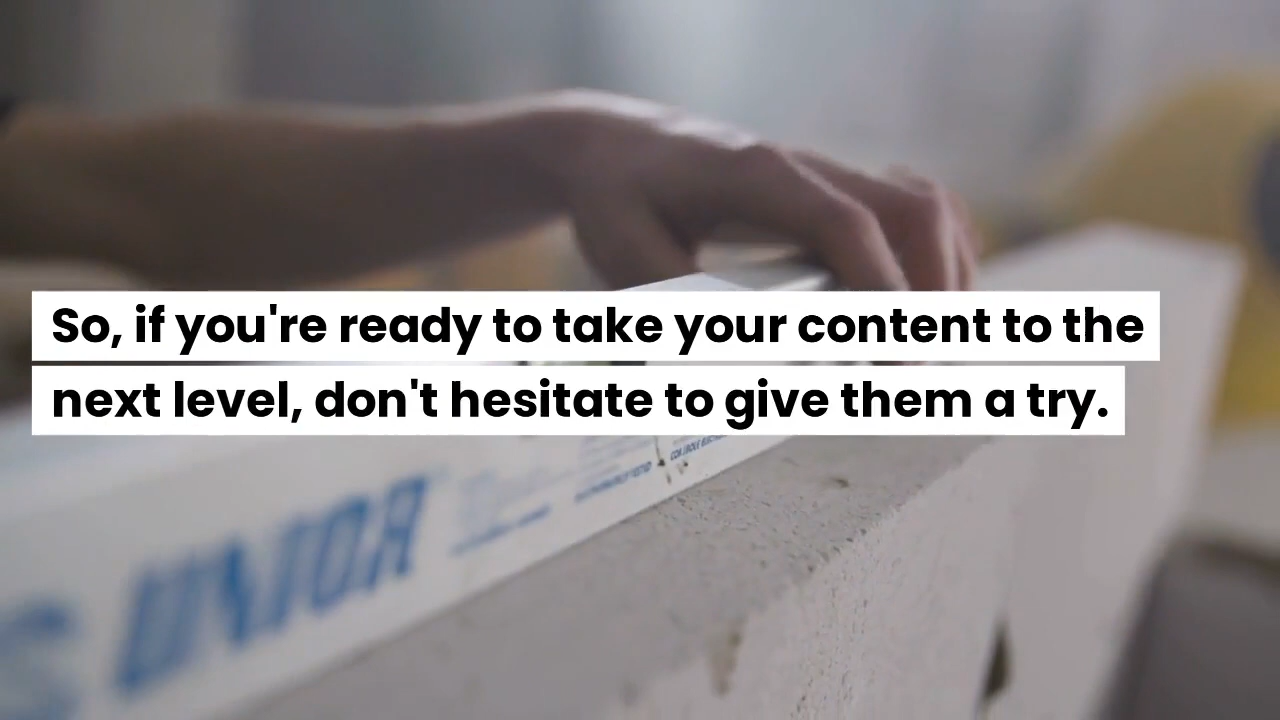 So, if you're ready to take your content to the
next level, don't hesitate to give them a try.
UNIOR